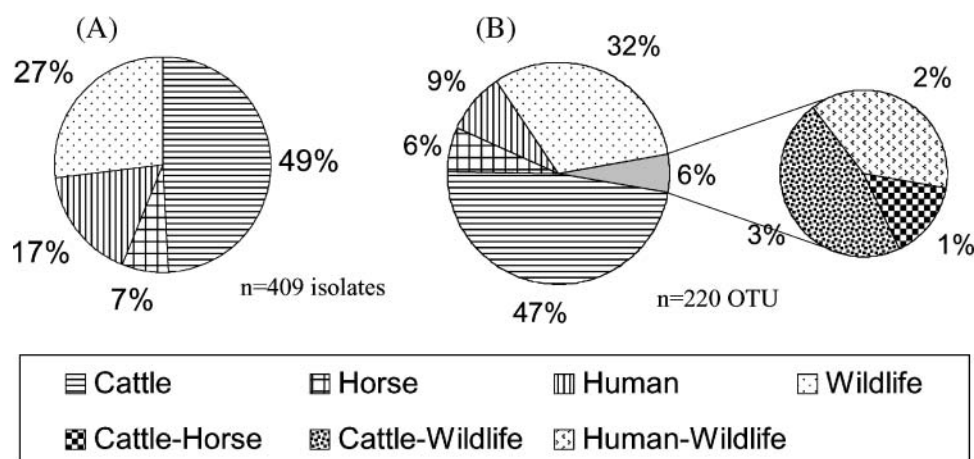 (A)
27%
49%
17%
7%
n=409 isolates
(B)
32%
9%
6%
6%
47%
n=220 OTU
2%
3%
1%
Cattle Horse Human Wildlife
Cattle-Horse Cattle-Wildlife Human-Wildlife